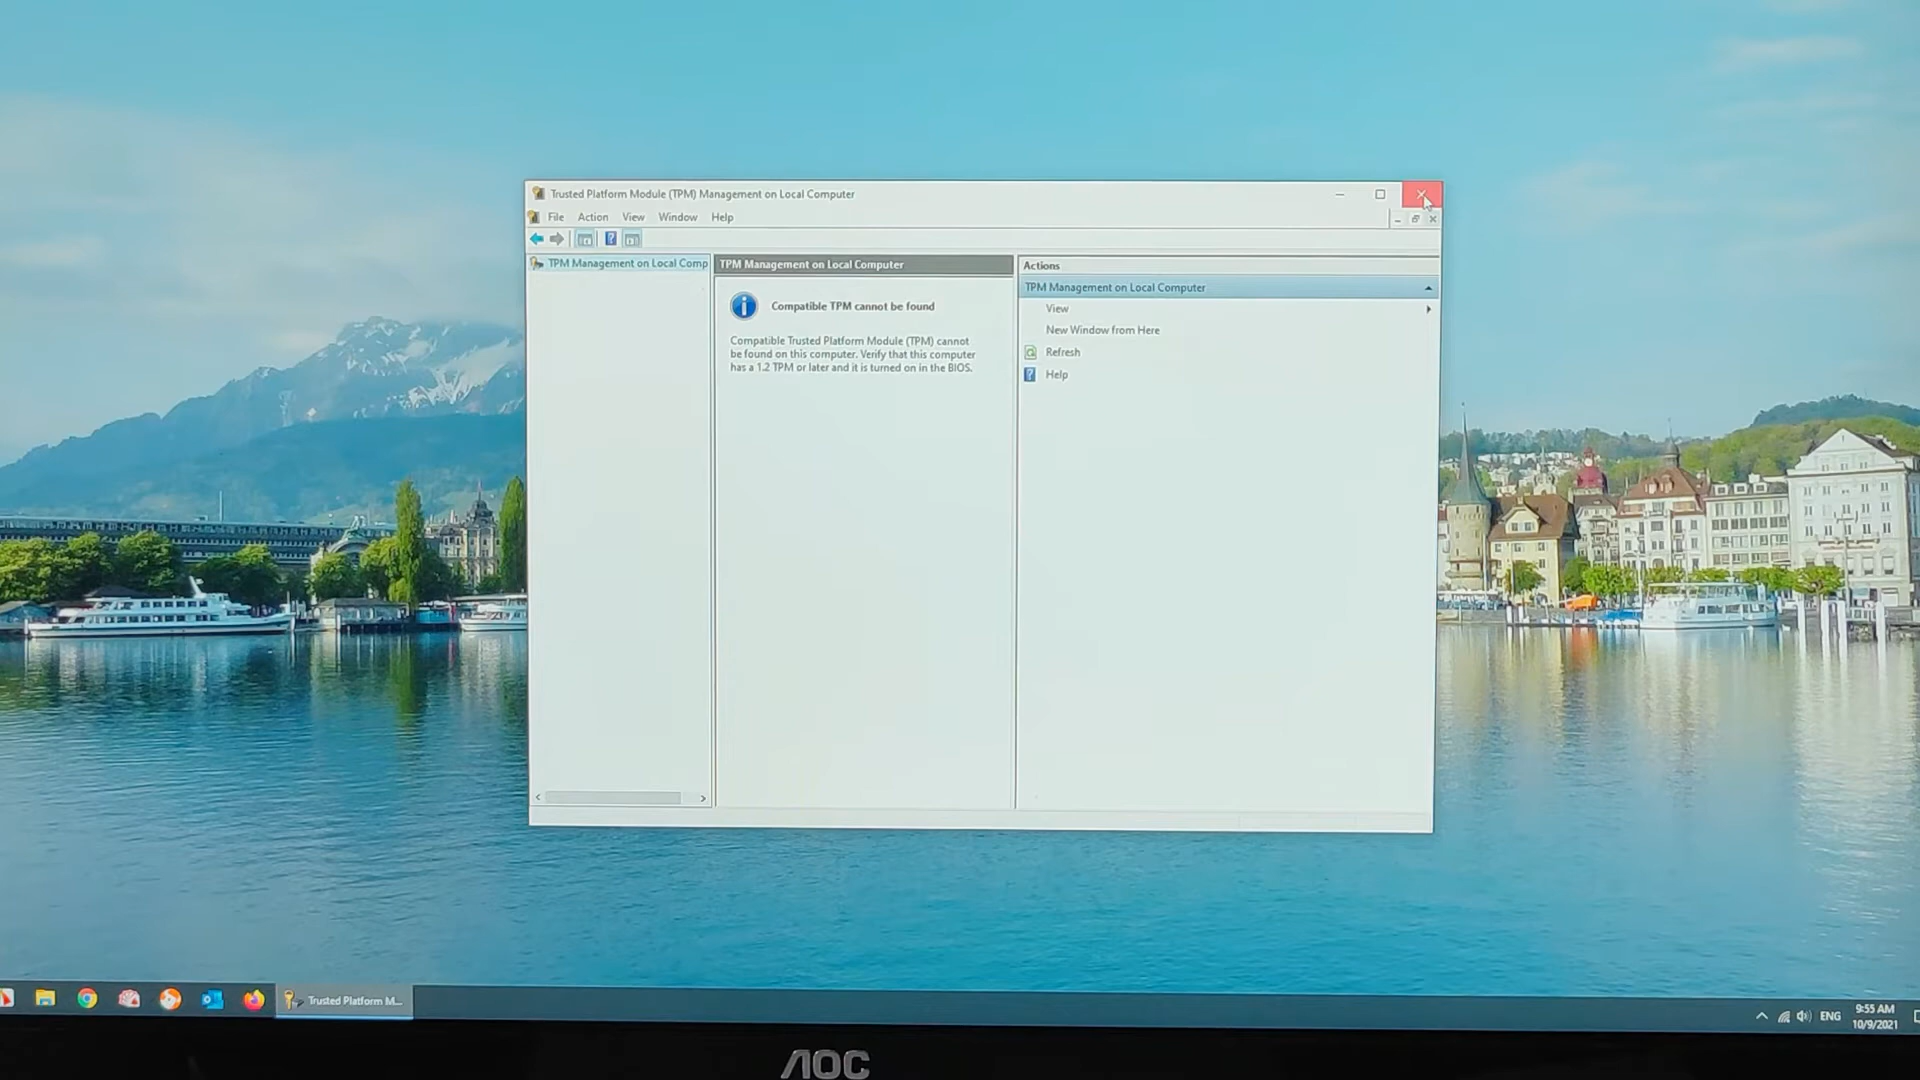 Trusted Platform Module (TPM) Management on Local Computer
File Action View Window Help
TPM Management on Local Comp
TPM Management on Local Computer
Compatible TPM cannot be found
Compatible Trusted Platform Module (TPM) cannot
be found on this computer. Verify that this computer
has a 1.2 TPM or later and it is turned on in the BIOS.
Actions
TPM Management on Local Computer
View
New Window from Here
Refresh
Help
Trusted Platform M...
ENG
9:55 AM
10/9/2021
AOC